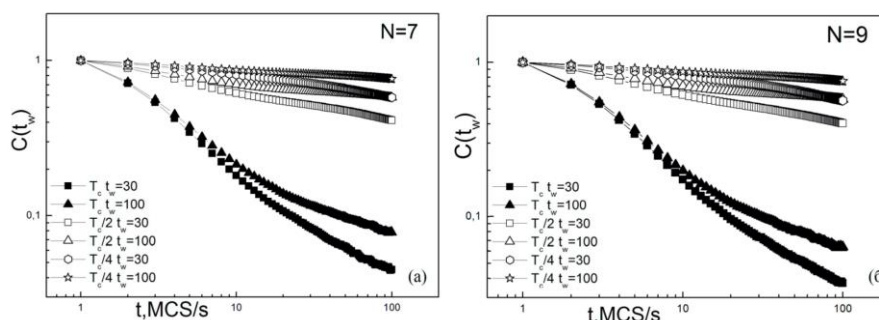 N=7
C(t_w)
1
0,1
T_c t_w=30
T_c t_w=100
T_c/2 t_w=30
T_c/2 t_w=100
T_c/4 t_w=30
T_c/4 t_w=100
(а)
1 10 100
t,MCS/s
N=9
C(t_w)
1
0,1
T_c t_w=30
T_c t_w=100
T_c/2 t_w=30
T_c/2 t_w=100
T_c/4 t_w=30
T_c/4 t_w=100
(б
1 10 100
t,MCS/s